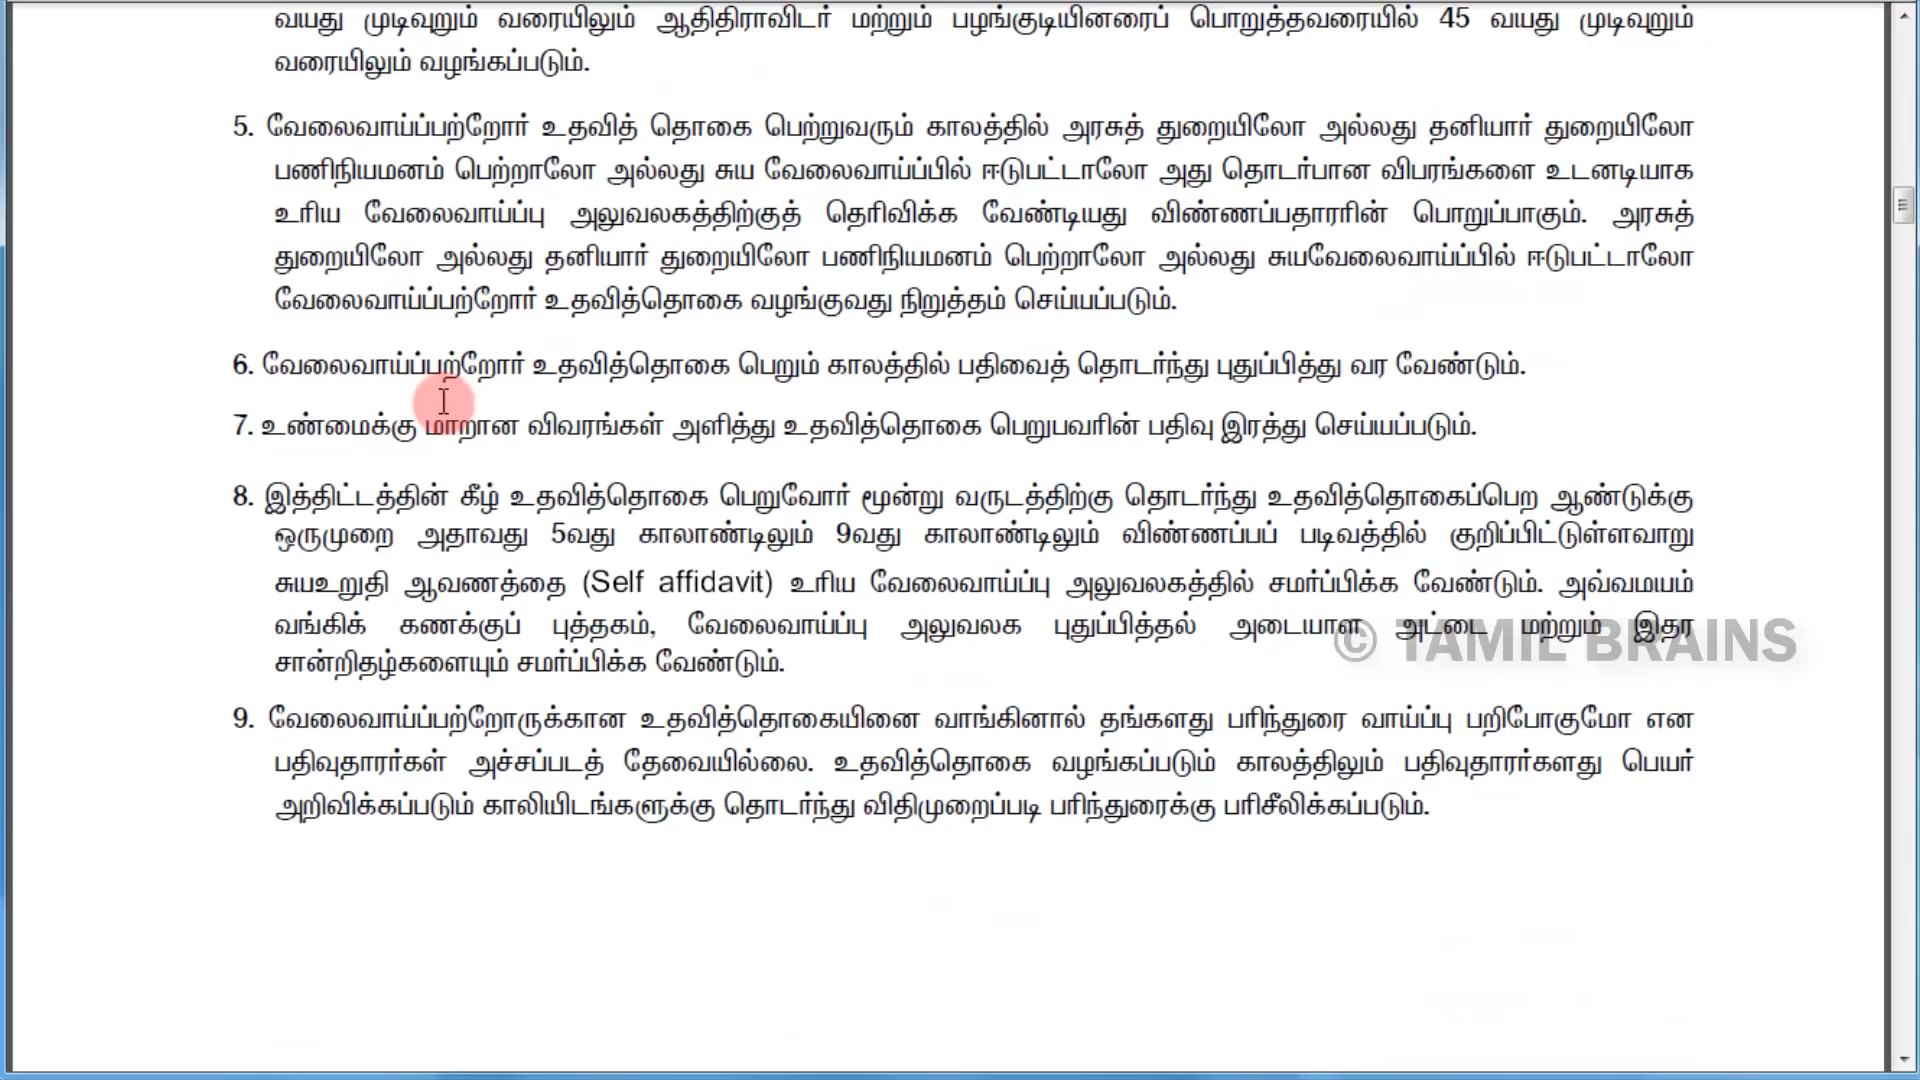 வயது முடிவுறும் வரையிலும் ஆதிதிராவிடர் மற்றும் பழங்குடியினரைப் பொறுத்தவரையில் 45 வயது முடிவுறும்
வரையிலும் வழங்கப்படும்.
5. வேலைவாய்ப்பற்றோர் உதவித் தொகை பெற்றுவரும் காலத்தில் அரசுத் துறையிலோ அல்லது தனியார் துறையிலோ
பணிநியமனம் பெற்றாலோ அல்லது சுய வேலைவாய்ப்பில் ஈடுபட்டாலோ அது தொடர்பான விபரங்களை உடனடியாக
உரிய வேலைவாய்ப்பு அலுவலகத்திற்குத் தெரிவிக்க வேண்டியது விண்ணப்பதாரரின் பொறுப்பாகும். அரசுத்
துறையிலோ அல்லது தனியார் துறையிலோ பணிநியமனம் பெற்றாலோ அல்லது சுயவேலைவாய்ப்பில் ஈடுபட்டாலோ
வேலைவாய்ப்பற்றோர் உதவித்தொகை வழங்குவது நிறுத்தம் செய்யப்படும்.
6. வேலைவாய்ப்பற்றோர் உதவித்தொகை பெறும் காலத்தில் பதிவைத் தொடர்ந்து புதுப்பித்து வர வேண்டும்.
7. உண்மைக்கு மாறான விவரங்கள் அளித்து உதவித்தொகை பெறுபவரின் பதிவு இரத்து செய்யப்படும்.
8. இத்திட்டத்தின் கீழ் உதவித்தொகை பெறுவோர் மூன்று வருடத்திற்கு தொடர்ந்து உதவித்தொகைப்பெற ஆண்டுக்கு
ஒருமுறை அதாவது 5வது காலாண்டிலும் 9வது காலாண்டிலும் விண்ணப்பப் படிவத்தில் குறிப்பிட்டுள்ளவாறு
சுயஉறுதி ஆவணத்தை (Self affidavit) உரிய வேலைவாய்ப்பு அலுவலகத்தில் சமர்ப்பிக்க வேண்டும். அவ்வமயம்
வங்கிக் கணக்குப் புத்தகம், வேலைவாய்ப்பு அலுவலக புதுப்பித்தல் அடையாள அட்டை மற்றும் இதர
சான்றிதழ்களையும் சமர்ப்பிக்க வேண்டும்.
© TAMIL BRAINS
9. வேலைவாய்ப்பற்றோருக்கான உதவித்தொகையினை வாங்கினால் தங்களது பரிந்துரை வாய்ப்பு பறிபோகுமோ என
பதிவுதாரர்கள் அச்சப்படத் தேவையில்லை. உதவித்தொகை வழங்கப்படும் காலத்திலும் பதிவுதாரர்களது பெயர்
அறிவிக்கப்படும் காலியிடங்களுக்கு தொடர்ந்து விதிமுறைப்படி பரிந்துரைக்கு பரிசீலிக்கப்படும்.